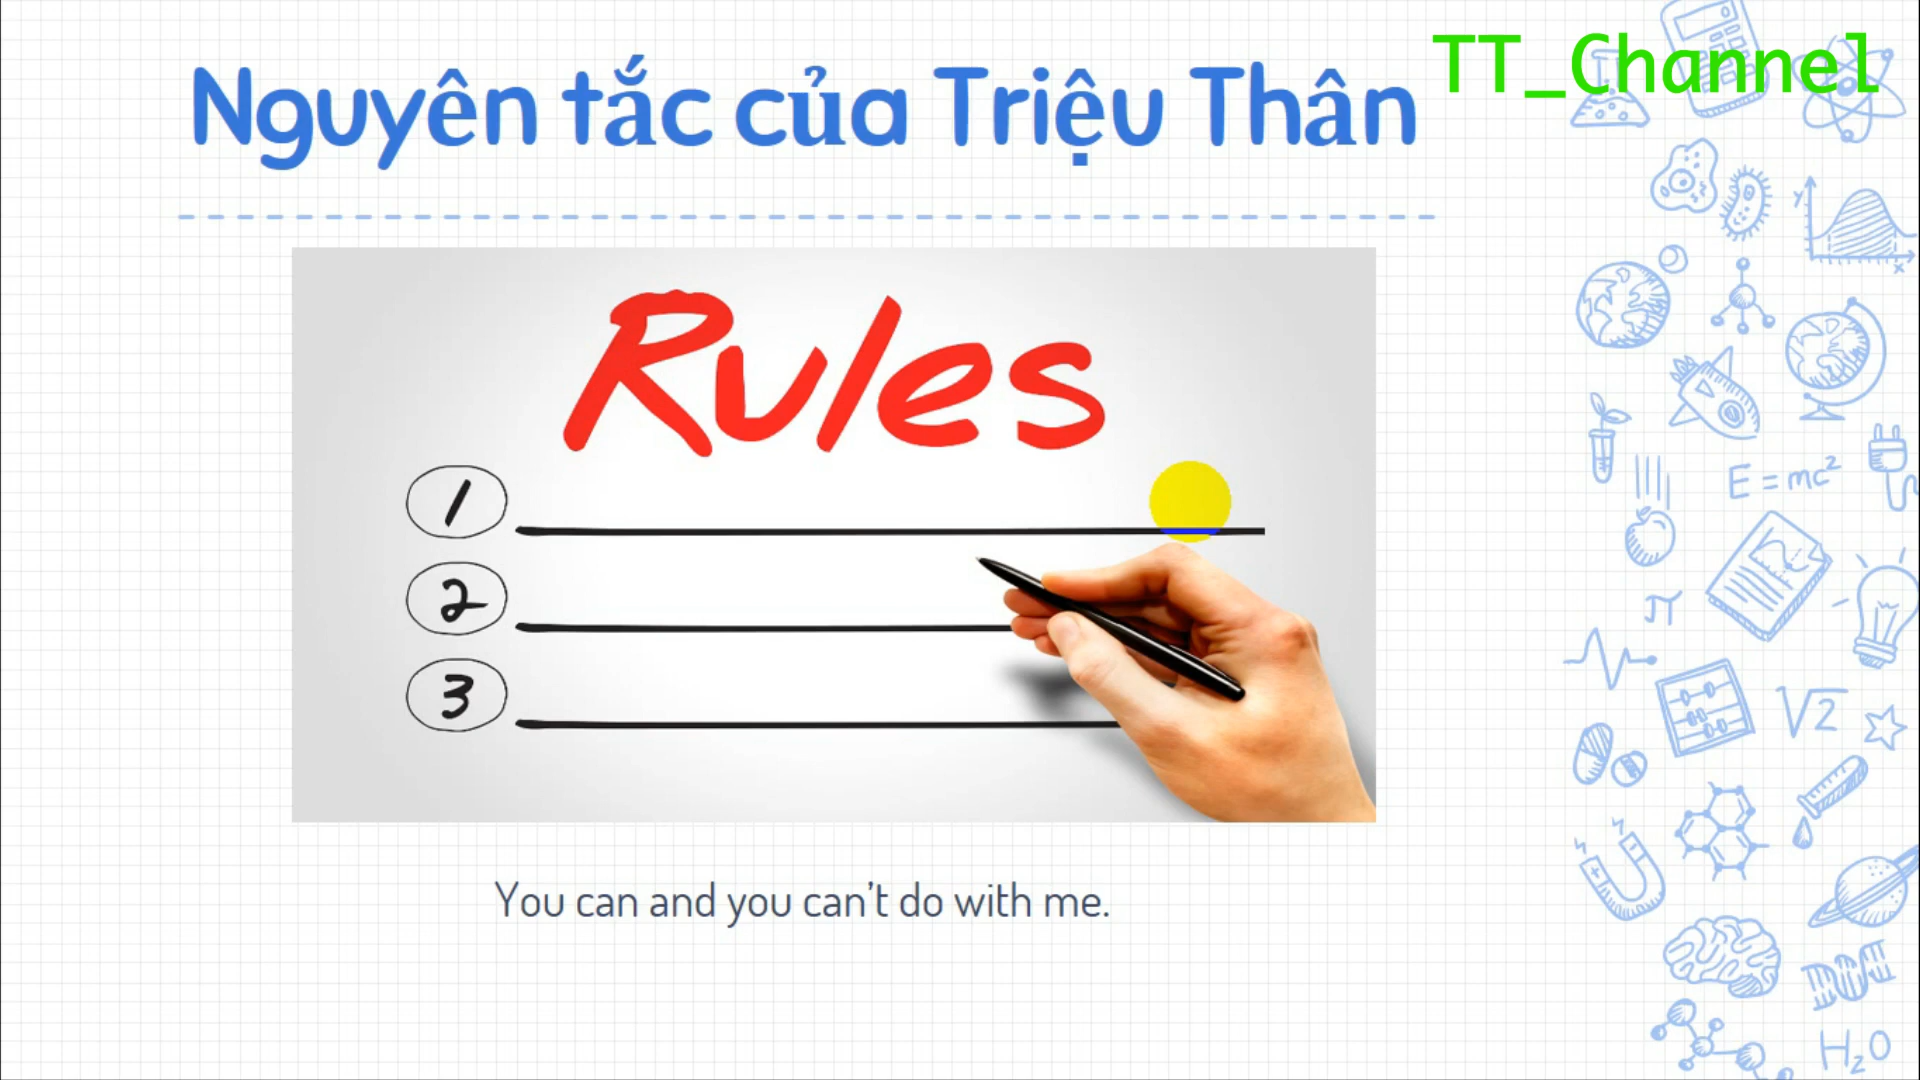 Nguyên tắc của Triệu Thân
TT_Channel
Rules
1
2
3
You can and you can't do with me.
y
x
E = mc²
π
√2
H₂O